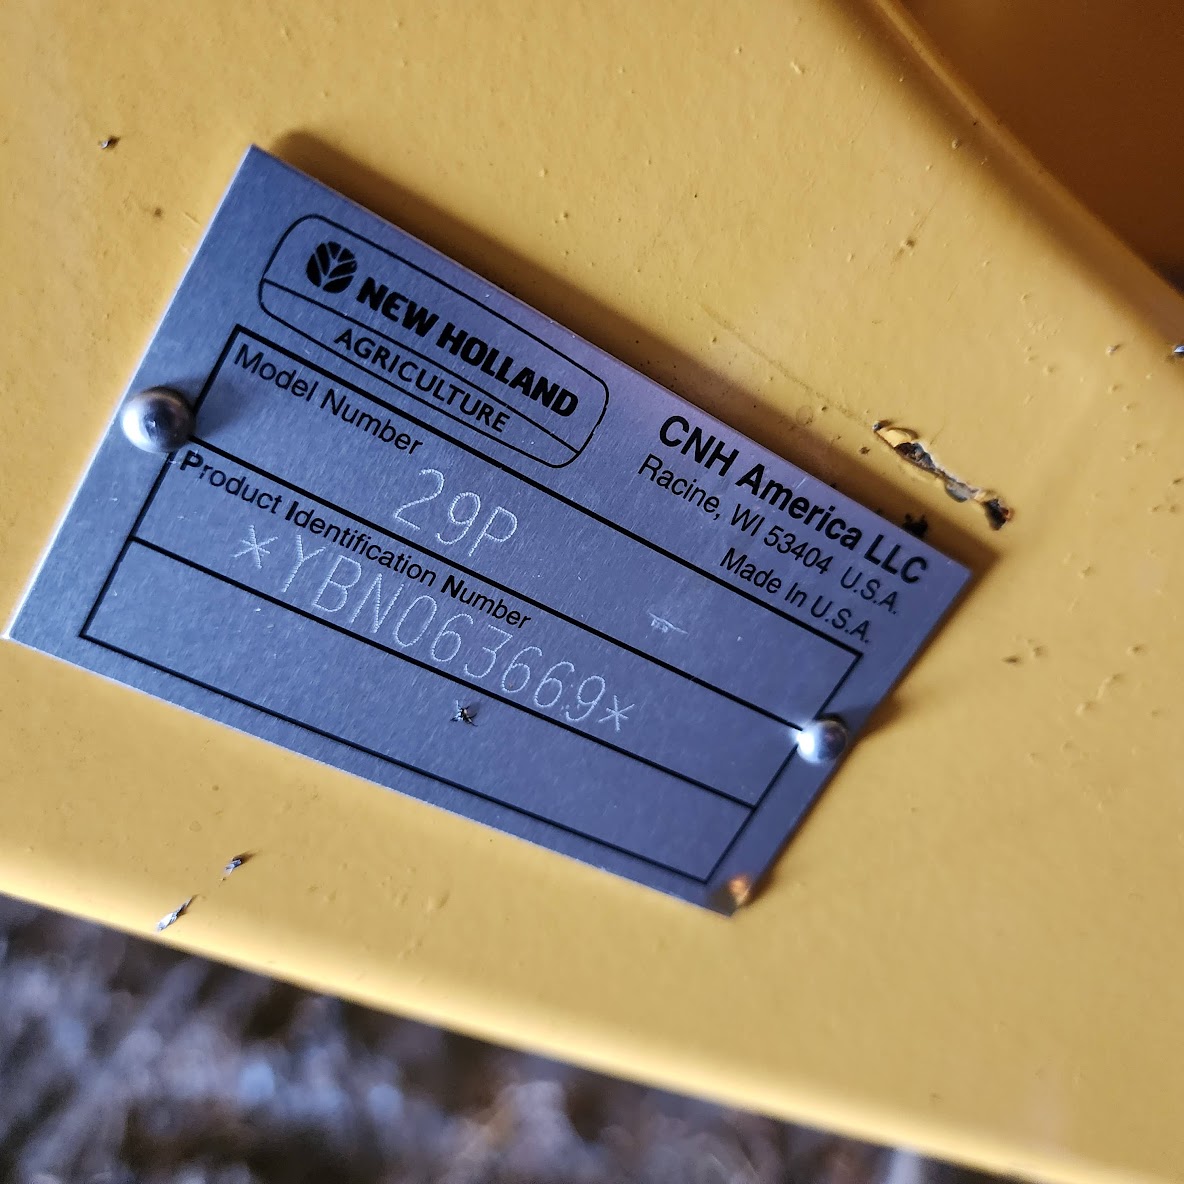 NEW HOLLAND
AGRICULTURE
CNH America LLC
Racine, WI 53404 U.S.A.
Made In U.S.A.
Model Number
29P
Product Identification Number
*YBN063669*